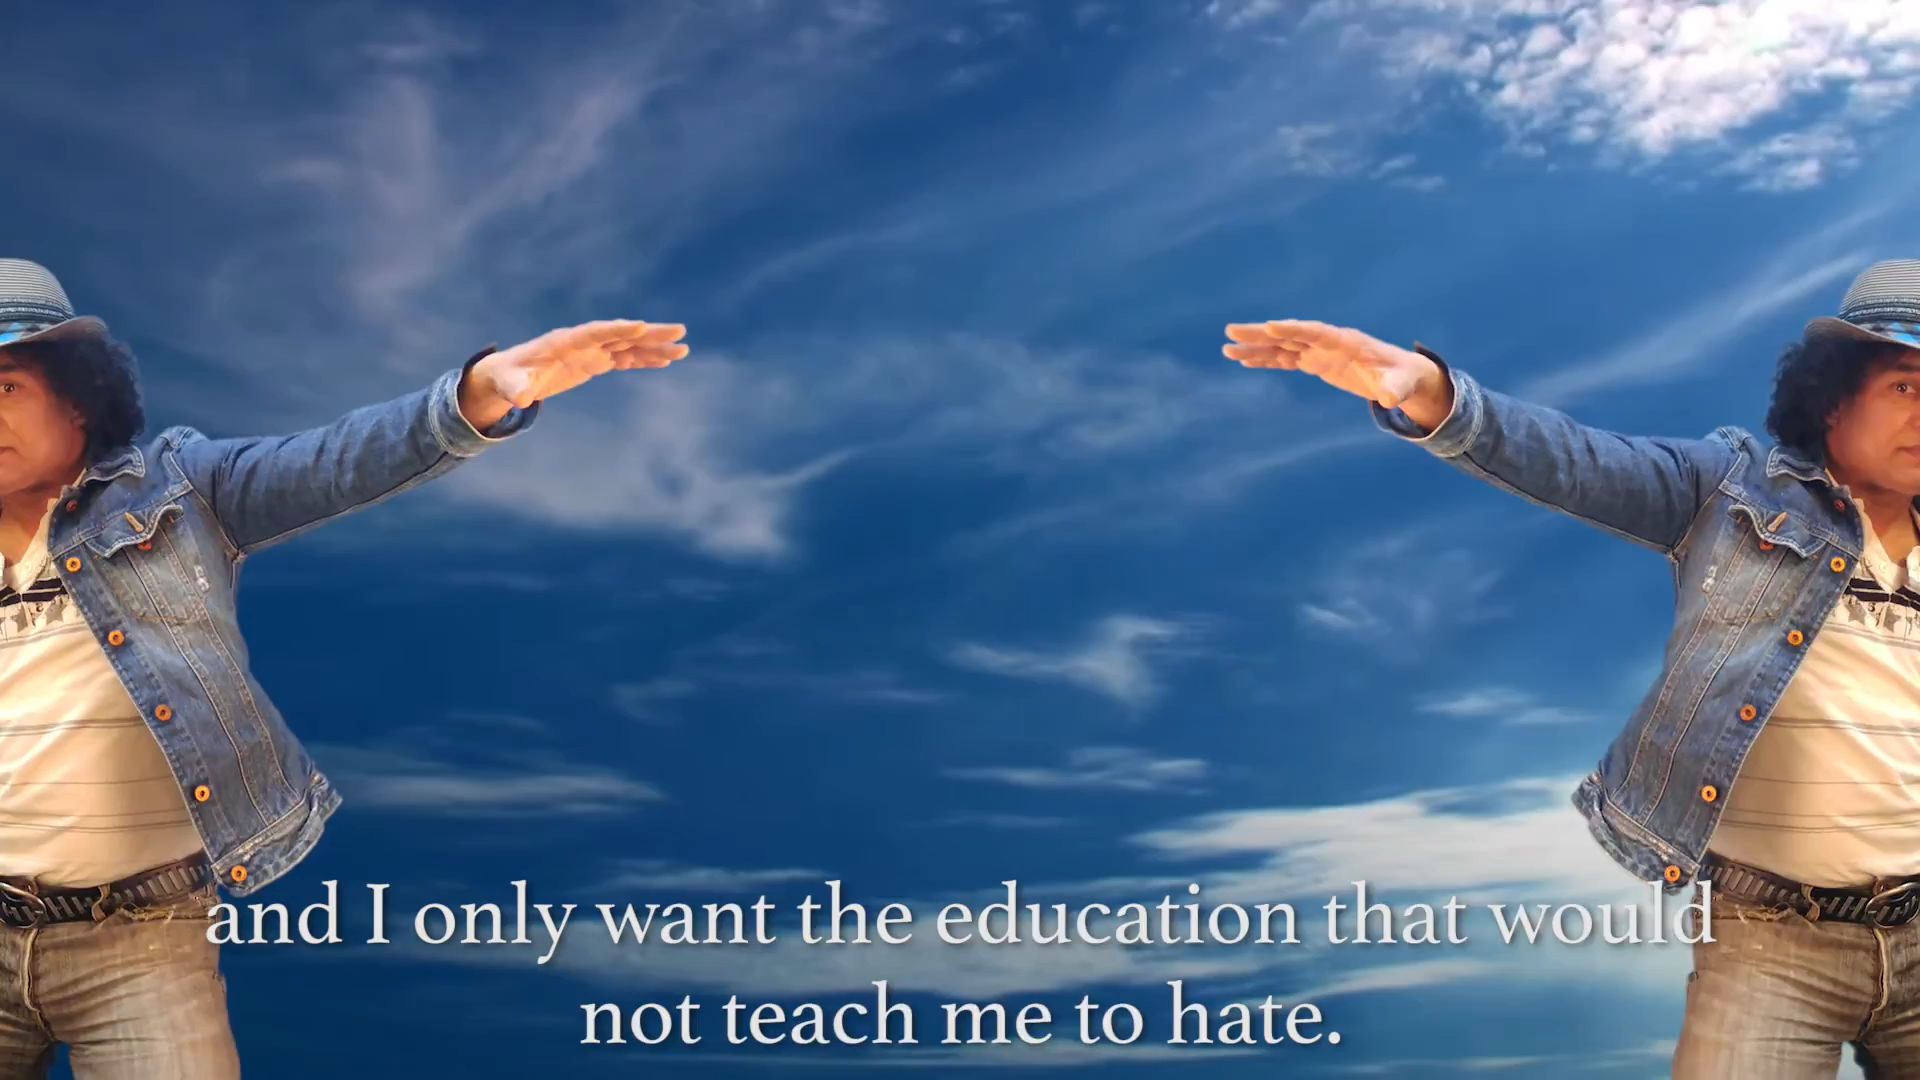 and I only want the education that would
not teach me to hate.